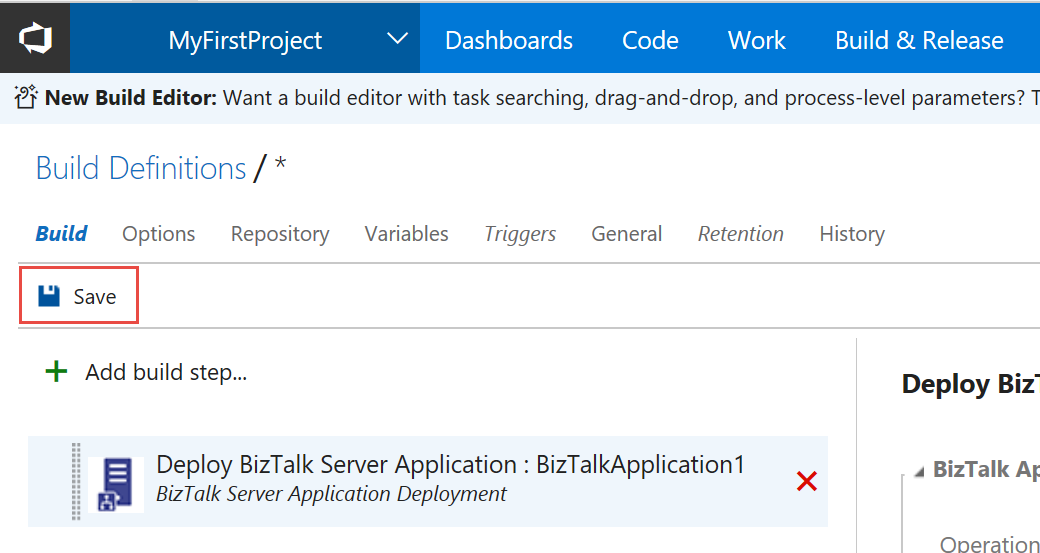 MyFirstProject Dashboards Code Work Build & Release
New Build Editor: Want a build editor with task searching, drag-and-drop, and process-level parameters? T
Build Definitions / *
Build Options Repository Variables Triggers General Retention History
Save
Add build step...
Deploy BizT
Deploy BizTalk Server Application : BizTalkApplication1
BizTalk Server Application Deployment
BizTalk Ap
Operation